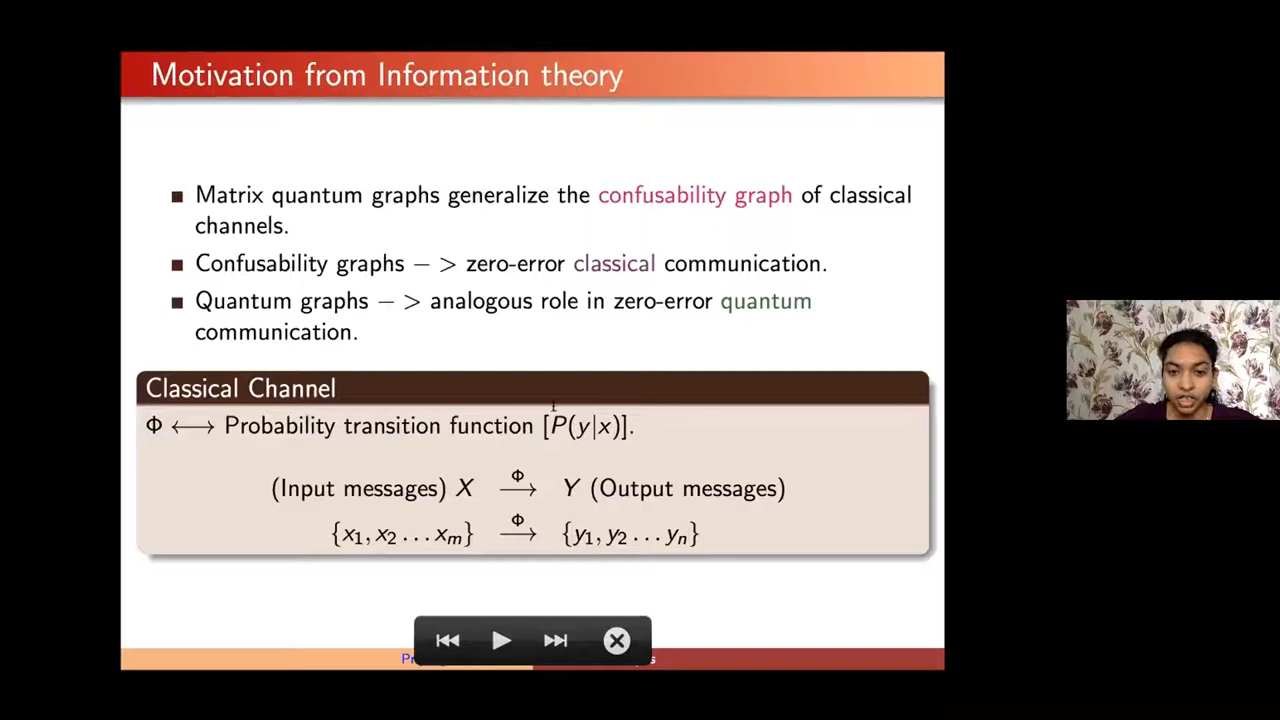 Motivation from Information theory
Matrix quantum graphs generalize the confusability graph of classical
channels.
Confusability graphs − > zero-error classical communication.
Quantum graphs − > analogous role in zero-error quantum
communication.
Classical Channel
Φ ⟷ Probability transition function [P(y|x)].
(Input messages) X $\xrightarrow{Φ}$ Y (Output messages)
{x₁, x₂ … xₘ} $\xrightarrow{Φ}$ {y₁, y₂ … yₙ}